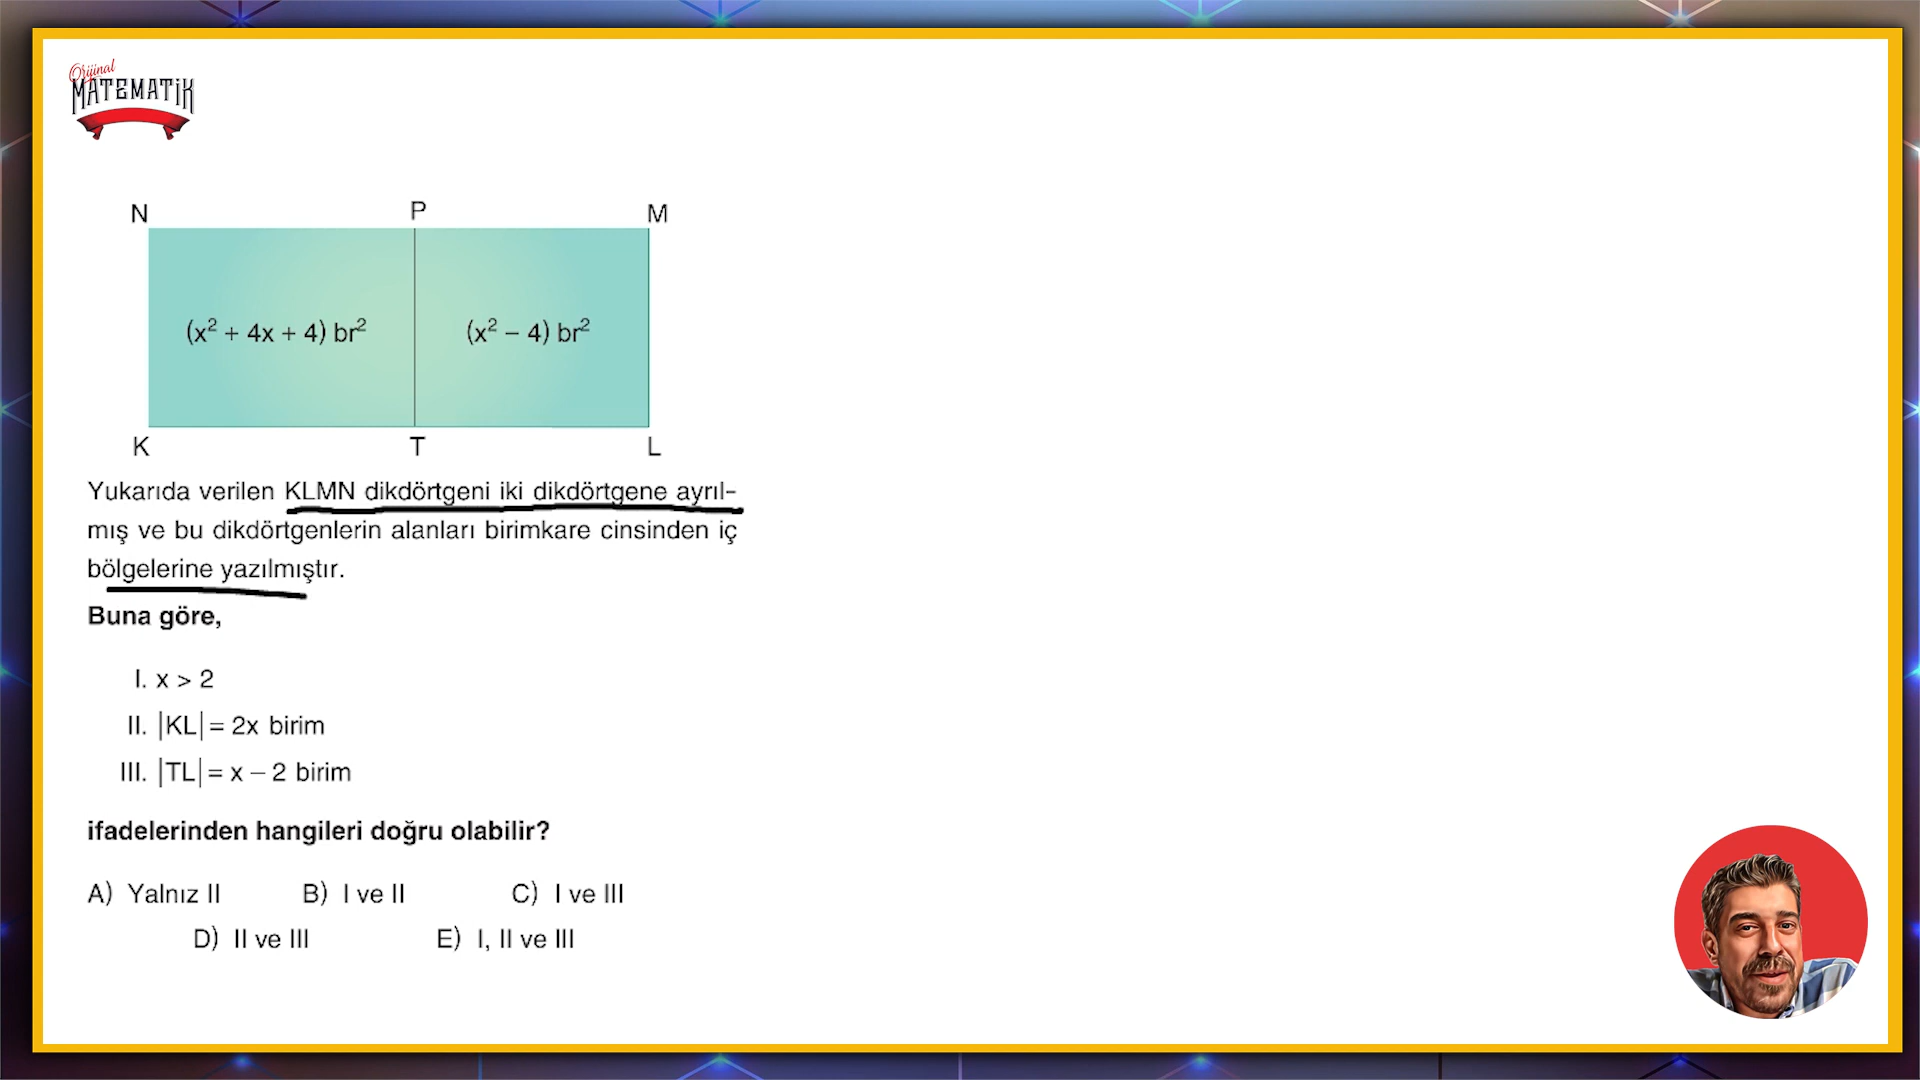 Orijinal
MATEMATİK
N P M
(x² + 4x + 4) br² (x² – 4) br²
K T L
Yukarıda verilen KLMN dikdörtgeni iki dikdörtgene ayrıl-
mış ve bu dikdörtgenlerin alanları birimkare cinsinden iç
bölgelerine yazılmıştır.
Buna göre,
I. x > 2
II. |KL| = 2x birim
III. |TL| = x – 2 birim
ifadelerinden hangileri doğru olabilir?
A) Yalnız II B) I ve II C) I ve III
D) II ve III E) I, II ve III